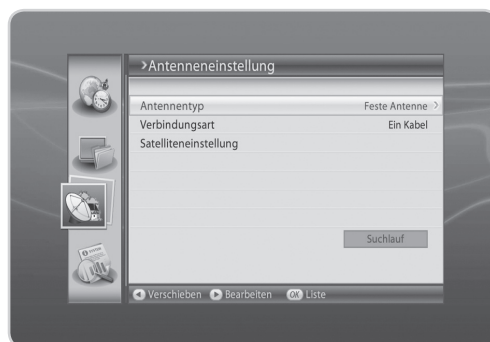 >Antenneneinstellung
Antennentyp Feste Antenne >
Verbindungsart Ein Kabel
Satelliteneinstellung
Suchlauf
Verschieben Bearbeiten OK Liste